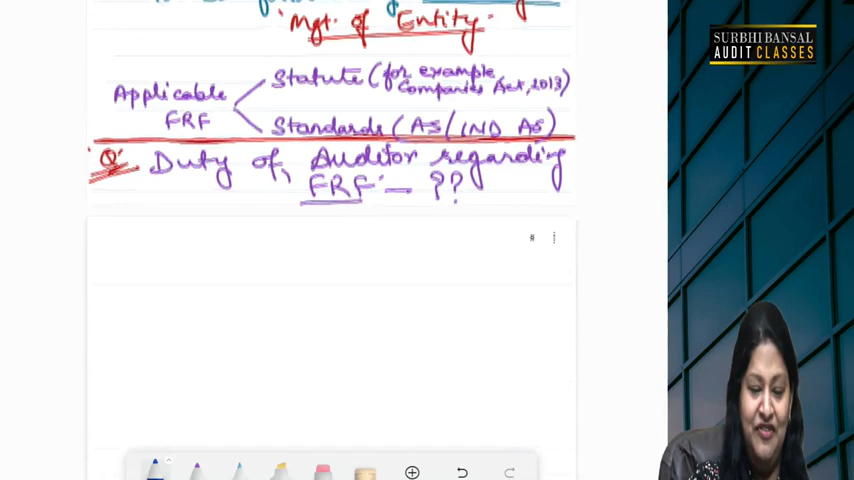 'Mgt. of Entity'
Applicable FRF
Statute (for example, Companies Act, 2013)
Standards (AS/IND AS)
Q. Duty of, Auditor regarding
FRF - ??
SURBHI BANSAL
AUDIT CLASSES